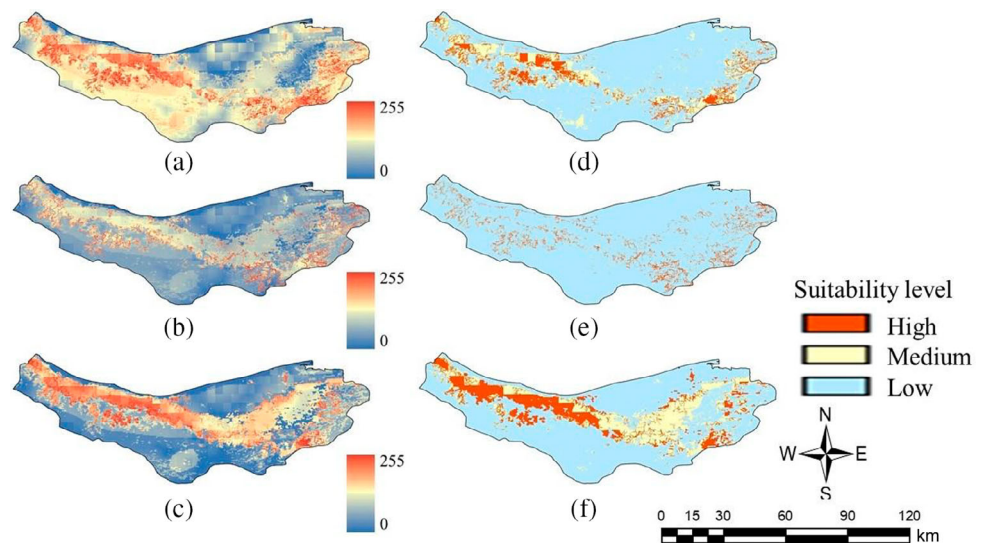 255
0
(a)
(d)
255
0
(b)
(e)
Suitability level
High
Medium
Low
255
0
(c)
(f)
N
W E
S
0 15 30 60 90 120
km